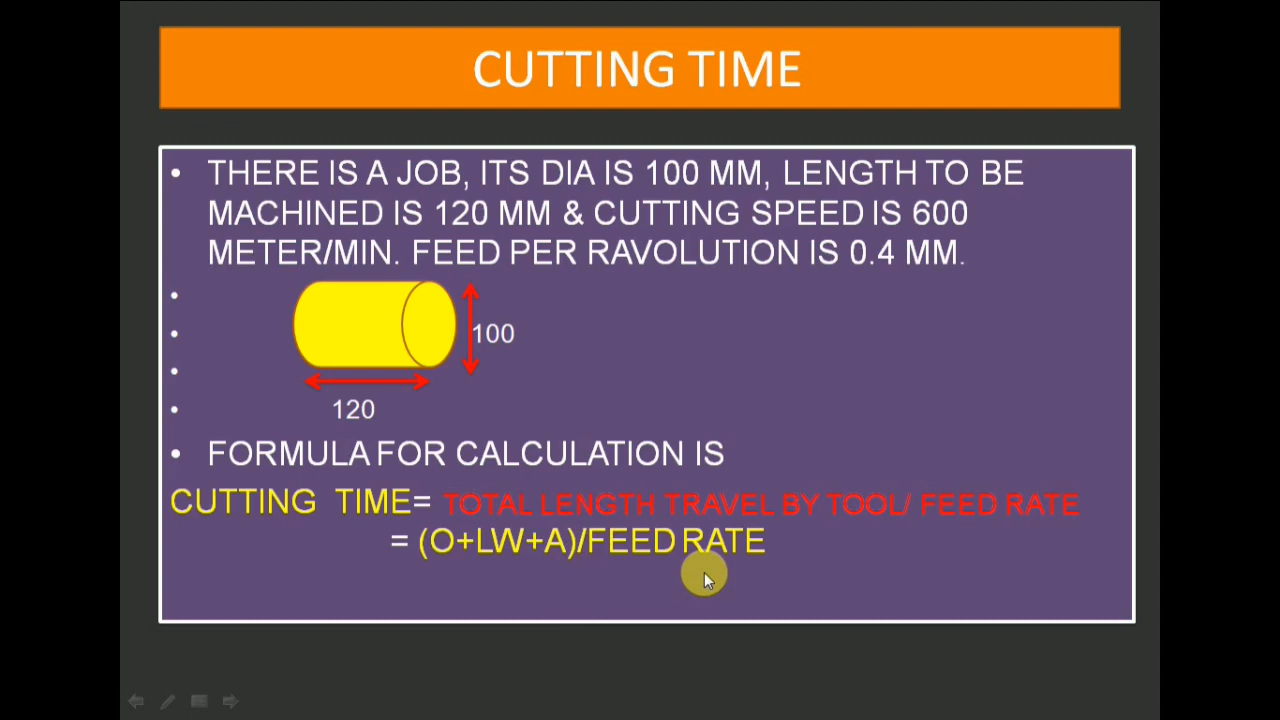 CUTTING TIME
• THERE IS A JOB, ITS DIA IS 100 MM, LENGTH TO BE
MACHINED IS 120 MM & CUTTING SPEED IS 600
METER/MIN. FEED PER RAVOLUTION IS 0.4 MM.
•
• 100
•
• 120
• FORMULA FOR CALCULATION IS
CUTTING TIME= TOTAL LENGTH TRAVEL BY TOOL/ FEED RATE
= (O+LW+A)/FEED RATE